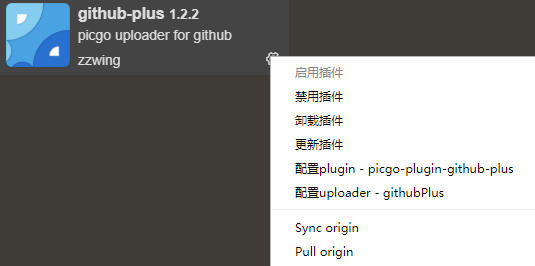 github-plus 1.2.2
picgo uploader for github
zzwing
启用插件
禁用插件
卸载插件
更新插件
配置plugin - picgo-plugin-github-plus
配置uploader - githubPlus
Sync origin
Pull origin